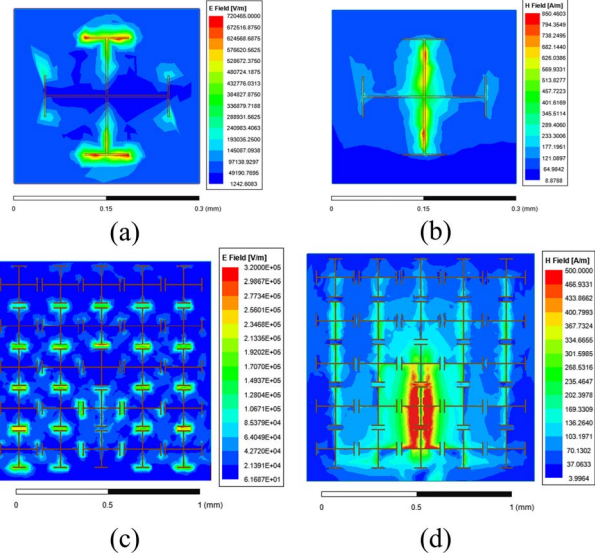 E Field [V/m]
720465.0000
672516.8750
624568.6875
576620.5625
528672.3750
480724.1875
432776.0313
384827.8750
336879.7188
288931.5625
240983.4063
193035.2500
145087.0938
97138.9297
49190.7695
1242.6083
0
0.15
0.3 (mm)
(a)
H Field [A/m]
850.4603
794.3549
738.2495
682.1440
626.0386
569.9331
513.8277
457.7223
401.6169
345.5114
289.4060
233.3006
177.1951
121.0897
64.9842
8.8788
0
0.15
0.3 (mm)
(b)
E Field [V/m]
3.2000E+05
2.9867E+05
2.7734E+05
2.5601E+05
2.3468E+05
2.1335E+05
1.9202E+05
1.7070E+05
1.4937E+05
1.2804E+05
1.0671E+05
8.5379E+04
6.4049E+04
4.2720E+04
2.1391E+04
6.1687E+01
0
0.5
1 (mm)
(c)
H Field [A/m]
500.0000
466.9331
433.8662
400.7993
367.7324
334.6655
301.5985
268.5316
235.4647
202.3978
169.3309
136.2640
103.1971
70.1302
37.0633
3.9964
0
0.5
1 (mm)
(d)